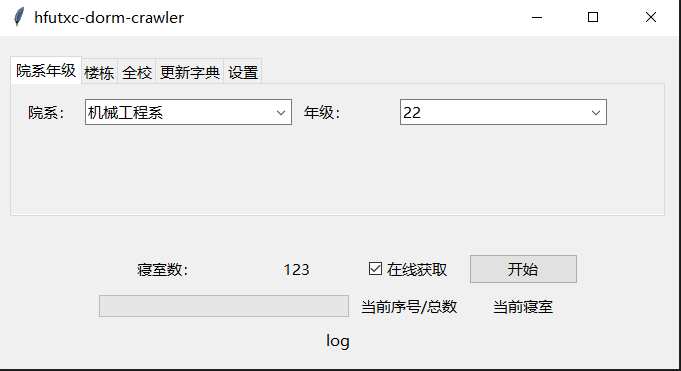 hfutxc-dorm-crawler
院系年级 楼栋 全校 更新字典 设置
院系： 机械工程系 年级： 22
寝室数： 123 在线获取 开始
当前序号/总数 当前寝室
log